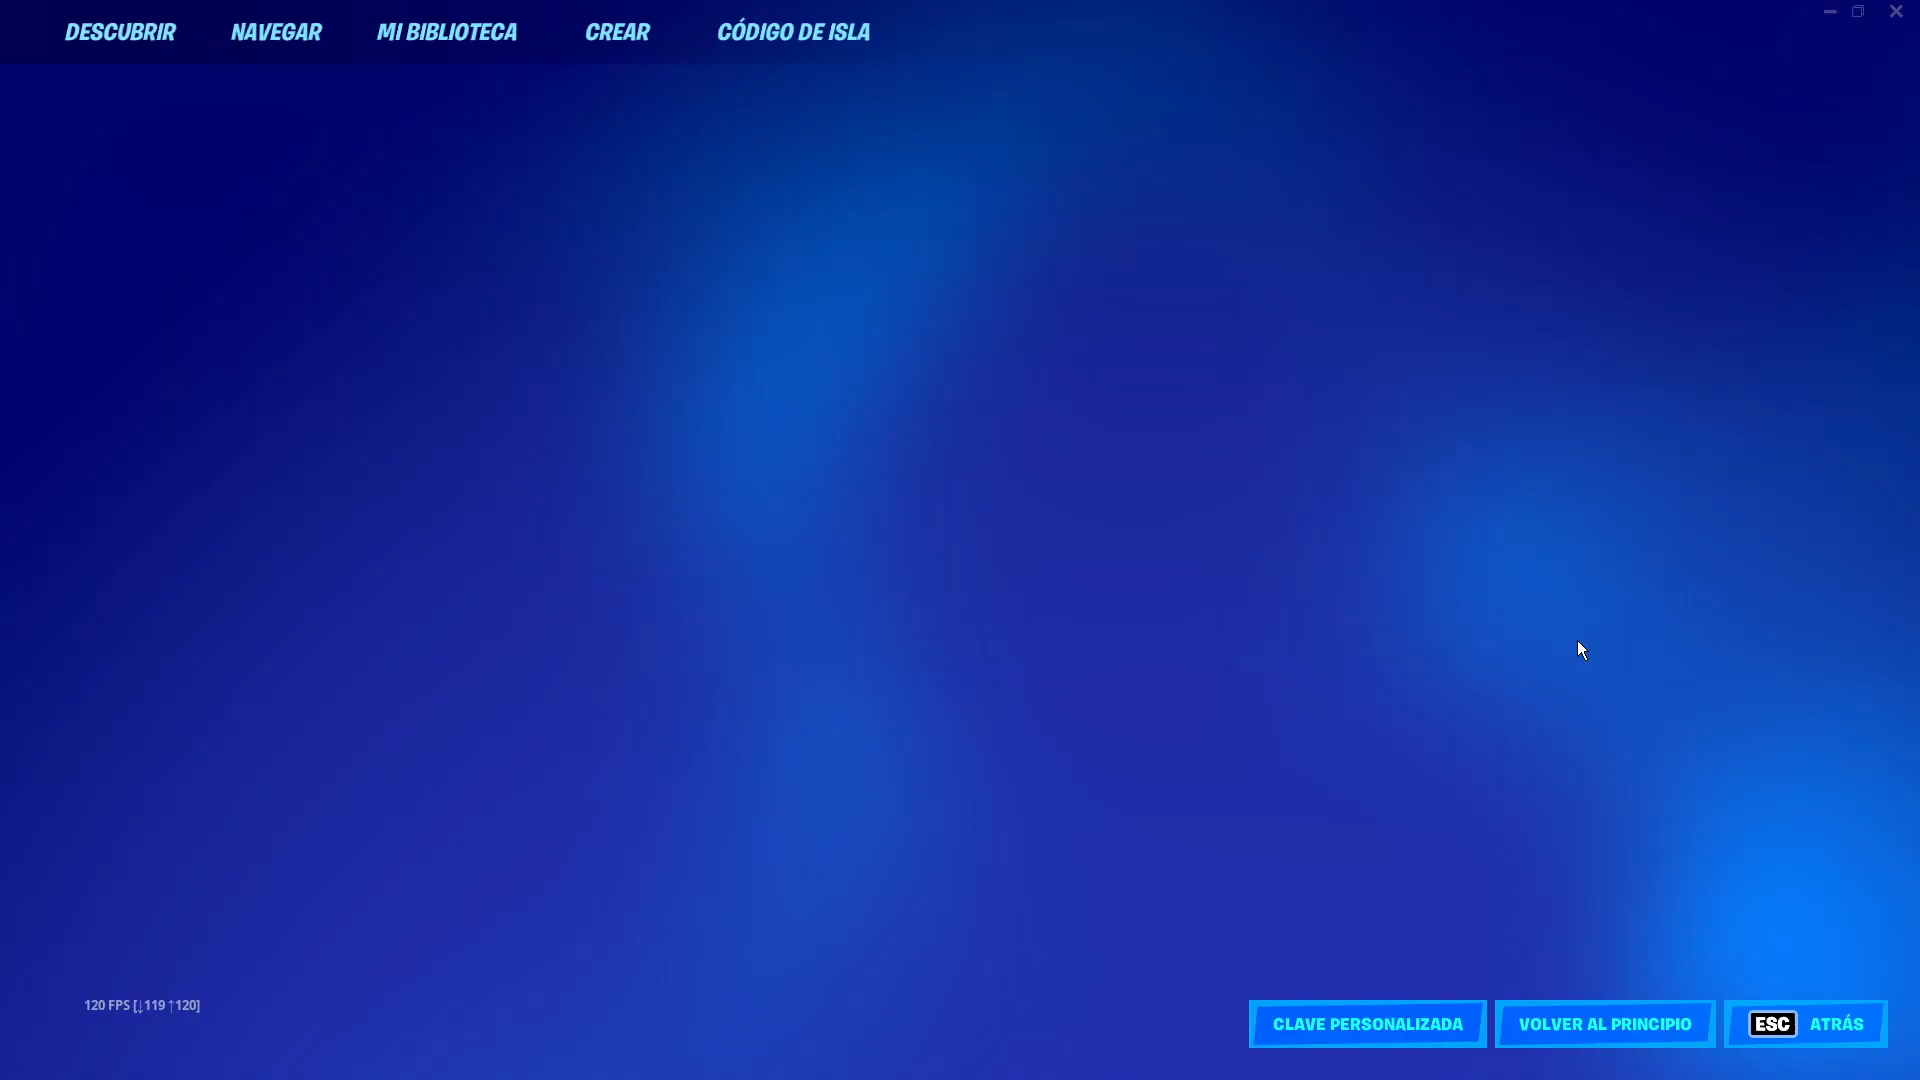 DESCUBRIR NAVEGAR MI BIBLIOTECA CREAR CÓDIGO DE ISLA
120 FPS [↓119 ↑120]
CLAVE PERSONALIZADA VOLVER AL PRINCIPIO ESC ATRÁS